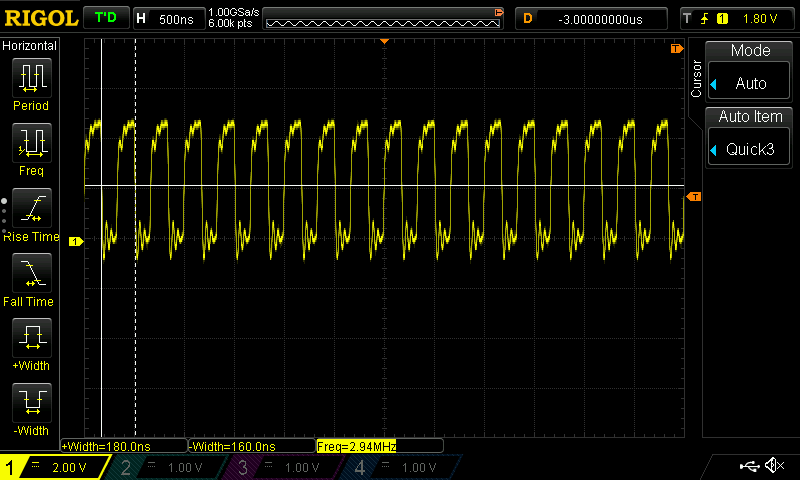 RIGOL T'D H 500ns 1.00GSa/s 6.00k pts D -3.00000000us T 1 1.80 V
Horizontal
Period
Freq
Rise Time
Fall Time
+Width
-Width
T
T
1
Cursor
Mode
Auto
Auto Item
Quick3
+Width=180.0ns -Width=160.0ns Freq=2.94MHz
1 2.00 V 2 1.00 V 3 1.00 V 4 1.00 V